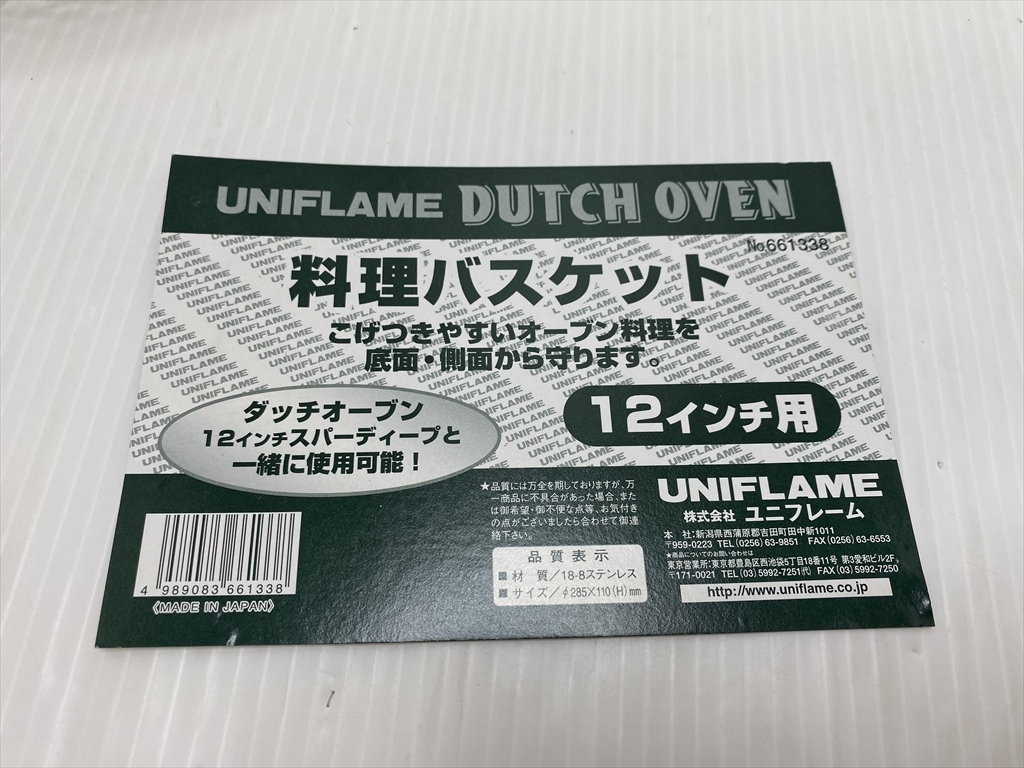 UNIFLAME DUTCH OVEN
No.661338
料理バスケット
こげつきやすいオーブン料理を
底面・側面から守ります。
ダッチオーブン
12インチスパーディープと
一緒に使用可能！
12インチ用
★品質には万全を期しておりますが、万
一商品に不具合があった場合、また
は御希望・御不便な点等、お気付き
の点がございましたら合わせて御連
絡下さい。
品質表示
■材　質／18-8ステンレス
■サイズ／φ285×110(H)mm
UNIFLAME
株式会社 ユニフレーム
本　社：新潟県西蒲原郡吉田町田中新1011
〒959-0223 TEL(0256)63-9851 FAX(0256)63-6553
★商品についてのお問い合わせは
東京営業所：東京都豊島区西池袋5丁目18番11号 第3愛和ビル2F
〒171-0021 TEL(03)5992-7251(代) FAX(03)5992-7250
http://www.uniflame.co.jp
4 989083 661338
《MADE IN JAPAN》